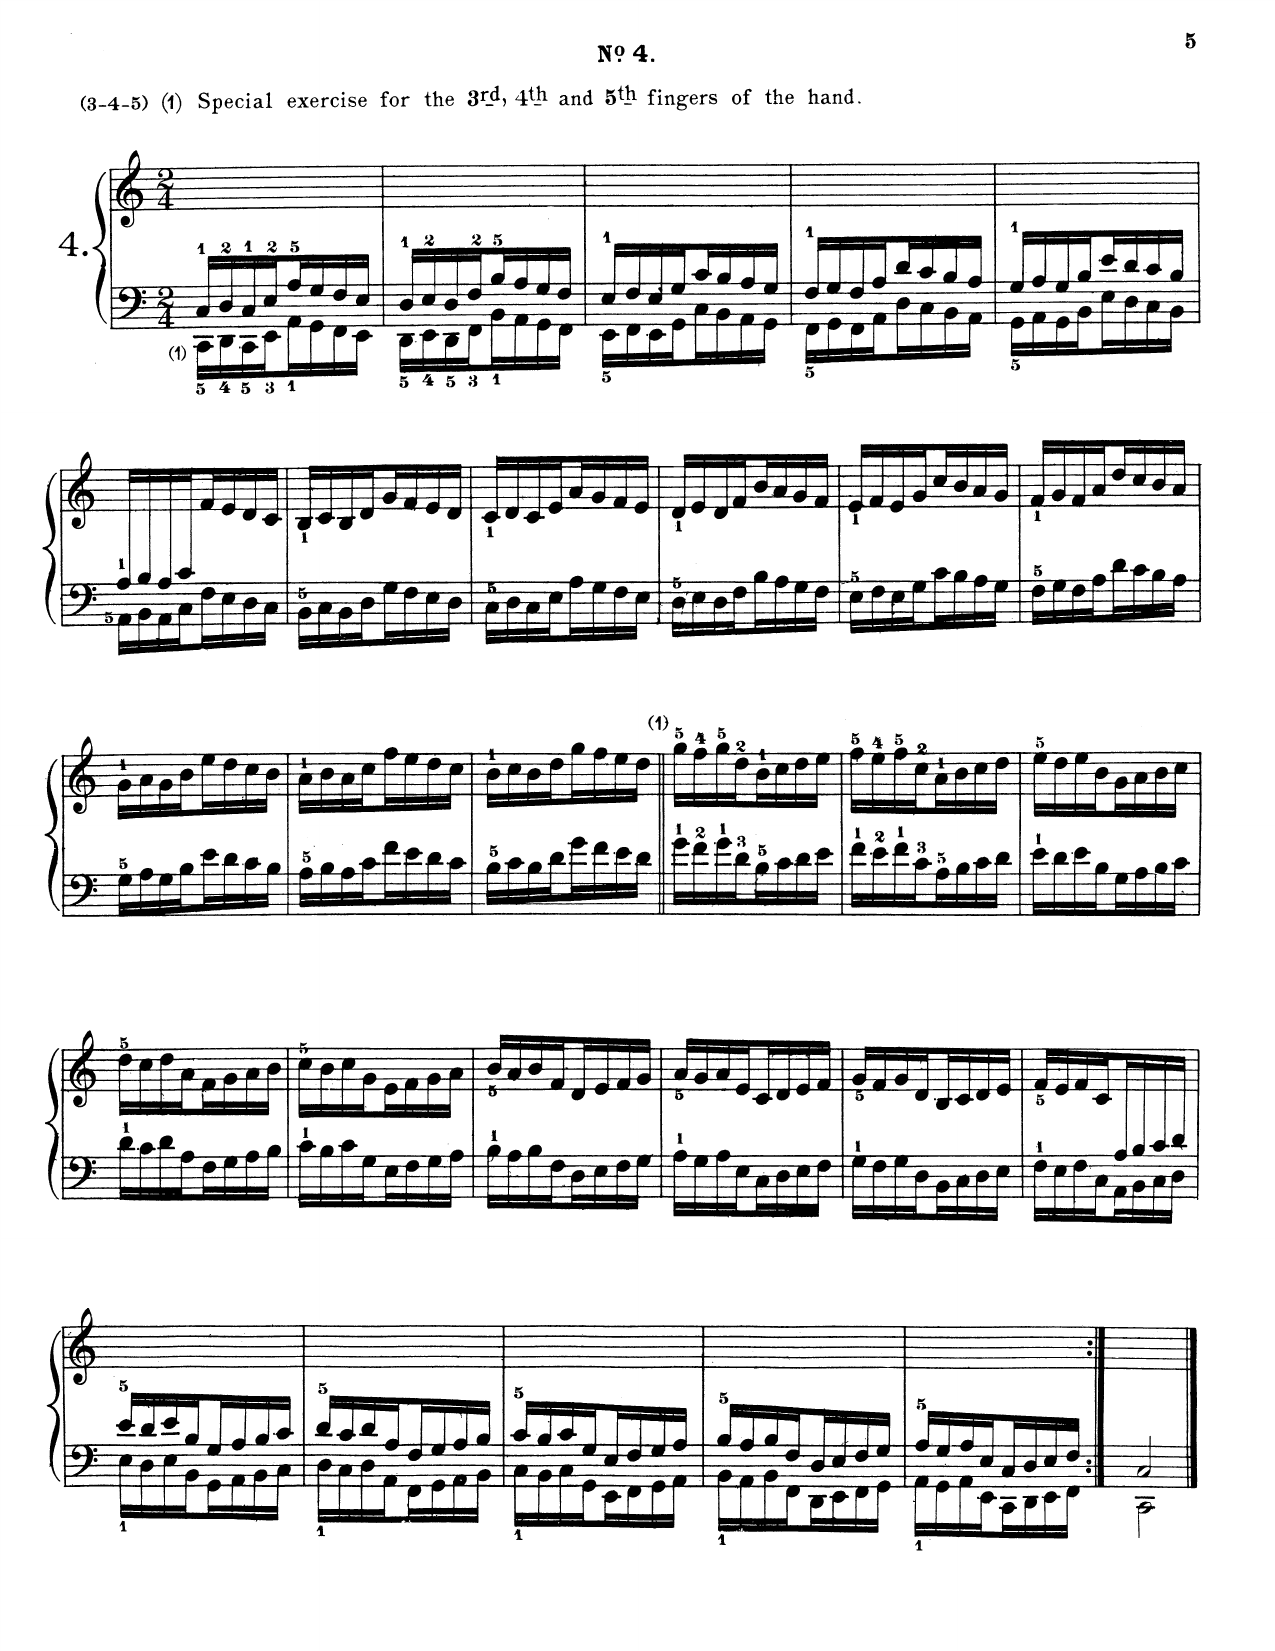 5
Nº 4.
(3-4-5) (1) Special exercise for the 3rd, 4th and 5th fingers of the hand.
4.
2 4
1 2 1 2 5 1 2 2 5 1 1 1
2 4
(1) 5 4 5 3 1 5 4 5 3 1 5 5 5
1 1 1 1 1 1
5 5 5 5 5 5
(1)
1 1 1 5 4 5 2 1 5 4 5 2 1 5
5 5 5 1 2 1 3 5 1 2 1 3 5 1
5 5 5 5 5 5
1 1 1 1 1 1
5 5 5 5 5
1 1 1 1 1